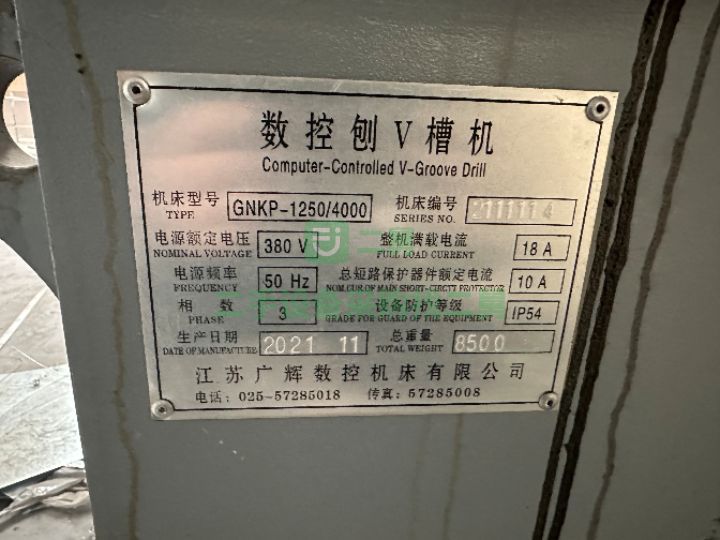 数控刨V槽机
Computer-Controlled V-Groove Drill
机床型号 GNKP-1250/4000 机床编号 2111114
TYPE SERIES NO.
电源额定电压 380 V 整机满载电流 18 A
NOMINAL VOLTAGE FULL LOAD CURRENT
电源频率 50 Hz 总短路保护器件额定电流 10 A
FREQUENCY NOM.CUR OF MAIN SHORT-CIRCTT PROTECTOR
相数 3 设备防护等级 IP54
PHASE GRADE FOR GUARD OF THE EQUIPMENT
生产日期 2021 11 总重量 8500
DATE OF MANUFACTURE TOTAL WEIGHT
江苏广辉数控机床有限公司
电话：025-57285018 传真：57285008